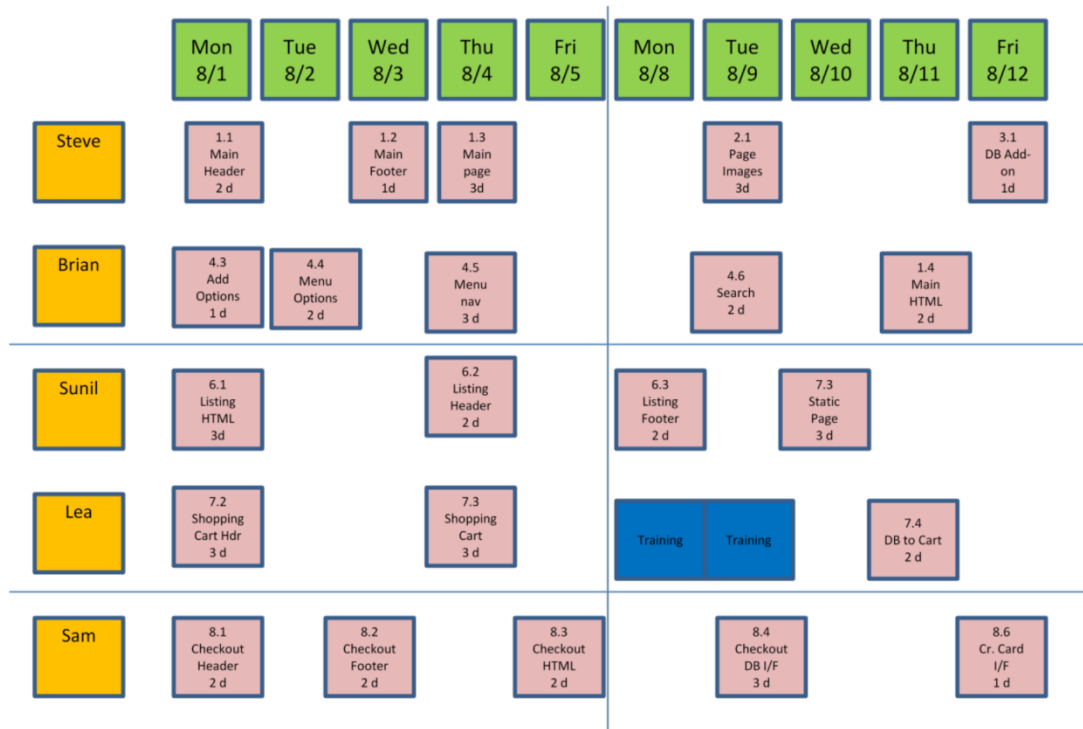 Mon
8/1
Tue
8/2
Wed
8/3
Thu
8/4
Fri
8/5
Mon
8/8
Tue
8/9
Wed
8/10
Thu
8/11
Fri
8/12
Steve
1.1
Main
Header
2 d
1.2
Main
Footer
1d
1.3
Main
page
3d
2.1
Page
Images
3d
3.1
DB Add-
on
1d
Brian
4.3
Add
Options
1 d
4.4
Menu
Options
2 d
4.5
Menu
nav
3 d
4.6
Search
2 d
1.4
Main
HTML
2 d
Sunil
6.1
Listing
HTML
3d
6.2
Listing
Header
2 d
6.3
Listing
Footer
2 d
7.3
Static
Page
3 d
Lea
7.2
Shopping
Cart Hdr
3 d
7.3
Shopping
Cart
3 d
Training
Training
7.4
DB to Cart
2 d
Sam
8.1
Checkout
Header
2 d
8.2
Checkout
Footer
2 d
8.3
Checkout
HTML
2 d
8.4
Checkout
DB I/F
3 d
8.6
Cr. Card
I/F
1 d